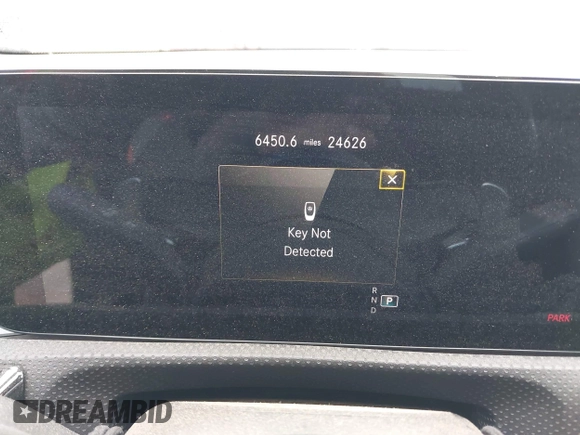 6450.6 miles 24626
X
Key Not
Detected
R
N P
D
PARK
DREAMBID